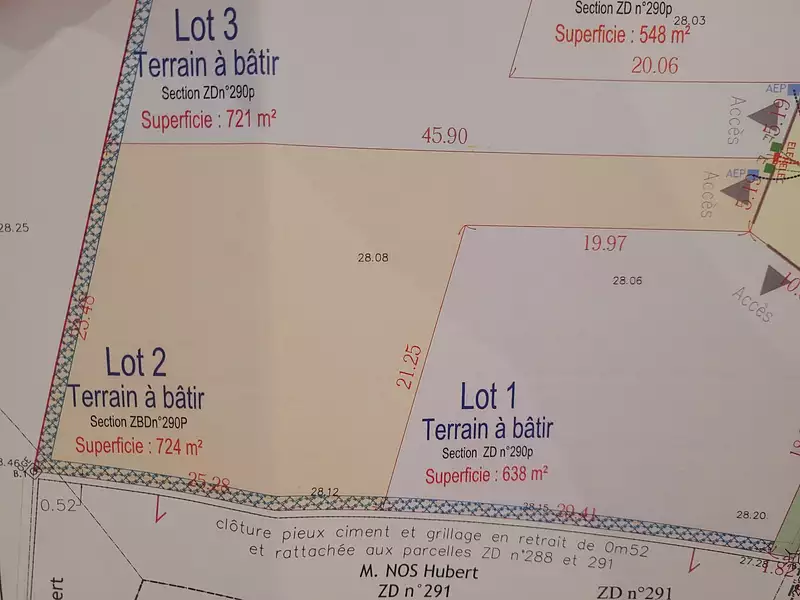 Section ZD n°290p
28.03
Superficie : 548 m²
20.06
Lot 3
Terrain à bâtir
Section ZDn°290p
Superficie : 721 m²
AEP
Accès
45.90
AEP
Accès
28.25
19.97
28.08
28.06
Accès
21.25
Lot 2
Terrain à bâtir
Section ZBDn°290P
Superficie : 724 m²
Lot 1
Terrain à bâtir
Section ZD n°290p
Superficie : 638 m²
0.52
25.28
28.12
28.15
29.41
28.20
27.28
clôture pieux ciment et grillage en retrait de 0m52
et rattachée aux parcelles ZD n°288 et 291
M. NOS Hubert
ZD n°291
ZD n°291